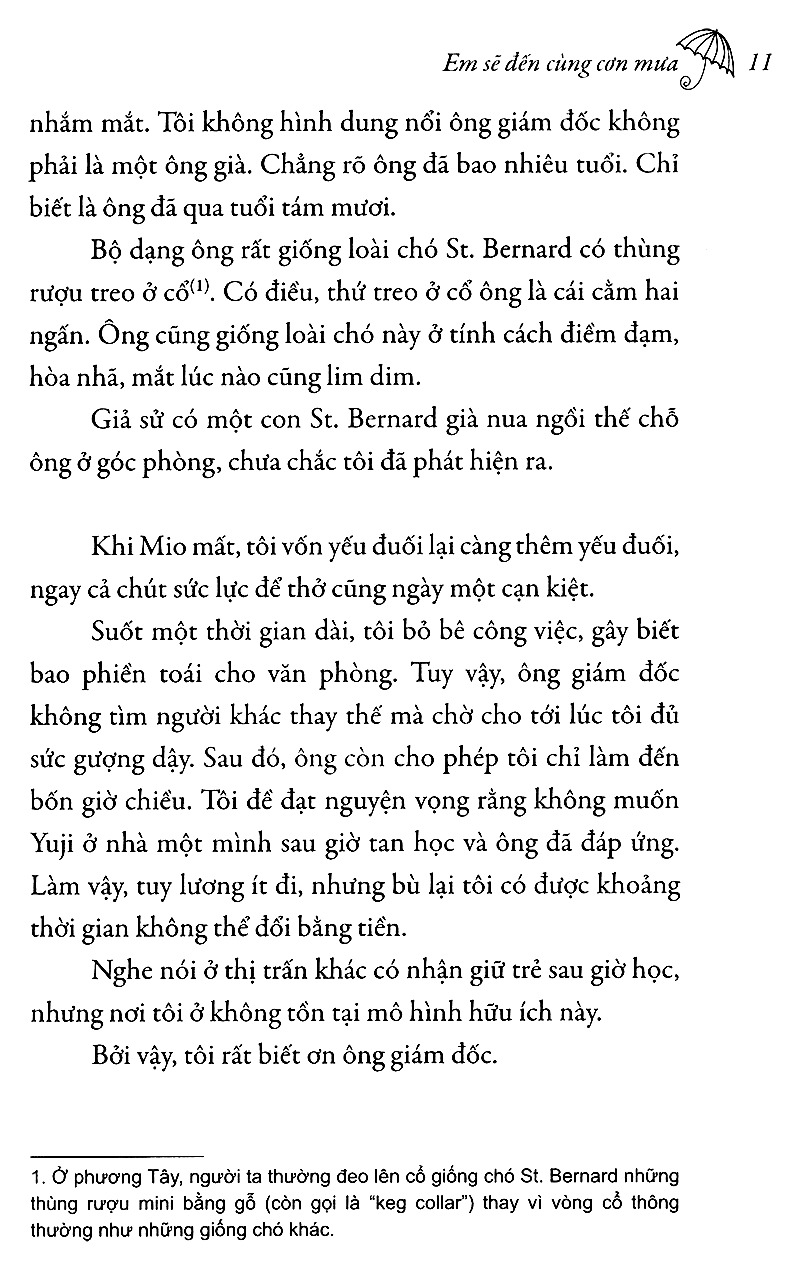 Em sẽ đến cùng cơn mưa 11
nhắm mắt. Tôi không hình dung nổi ông giám đốc không
phải là một ông già. Chẳng rõ ông đã bao nhiêu tuổi. Chỉ
biết là ông đã qua tuổi tám mươi.
Bộ dạng ông rất giống loài chó St. Bernard có thùng
rượu treo ở cổ(1). Có điều, thứ treo ở cổ ông là cái cằm hai
ngấn. Ông cũng giống loài chó này ở tính cách điềm đạm,
hòa nhã, mắt lúc nào cũng lim dim.
Giả sử có một con St. Bernard già nua ngồi thế chỗ
ông ở góc phòng, chưa chắc tôi đã phát hiện ra.
Khi Mio mất, tôi vốn yếu đuối lại càng thêm yếu đuối,
ngay cả chút sức lực để thở cũng ngày một cạn kiệt.
Suốt một thời gian dài, tôi bỏ bê công việc, gây biết
bao phiền toái cho văn phòng. Tuy vậy, ông giám đốc
không tìm người khác thay thế mà chờ cho tới lúc tôi đủ
sức gượng dậy. Sau đó, ông còn cho phép tôi chỉ làm đến
bốn giờ chiều. Tôi đề đạt nguyện vọng rằng không muốn
Yuji ở nhà một mình sau giờ tan học và ông đã đáp ứng.
Làm vậy, tuy lương ít đi, nhưng bù lại tôi có được khoảng
thời gian không thể đổi bằng tiền.
Nghe nói ở thị trấn khác có nhận giữ trẻ sau giờ học,
nhưng nơi tôi ở không tồn tại mô hình hữu ích này.
Bởi vậy, tôi rất biết ơn ông giám đốc.
1. Ở phương Tây, người ta thường đeo lên cổ giống chó St. Bernard những
thùng rượu mini bằng gỗ (còn gọi là “keg collar”) thay vì vòng cổ thông
thường như những giống chó khác.